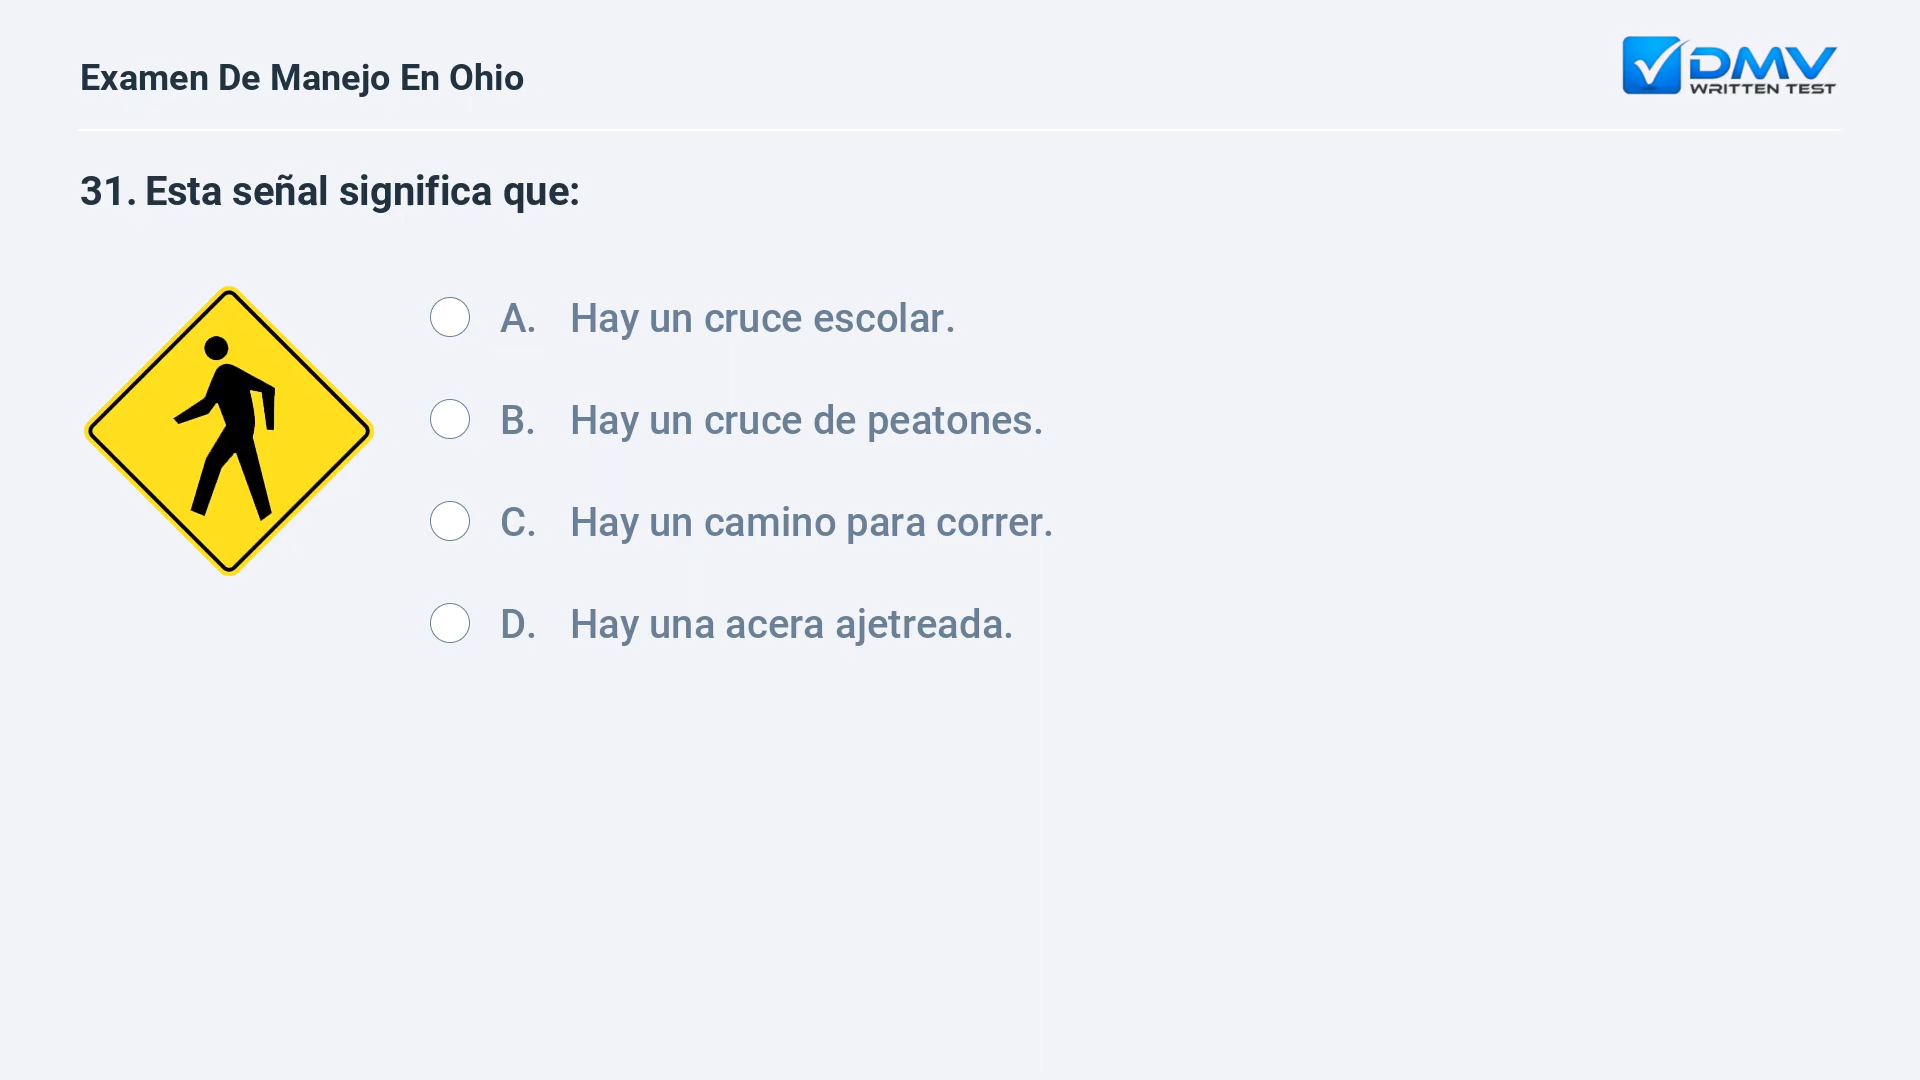 Examen De Manejo En Ohio
DMV
WRITTEN TEST
31. Esta señal significa que:
A. Hay un cruce escolar.
B. Hay un cruce de peatones.
C. Hay un camino para correr.
D. Hay una acera ajetreada.